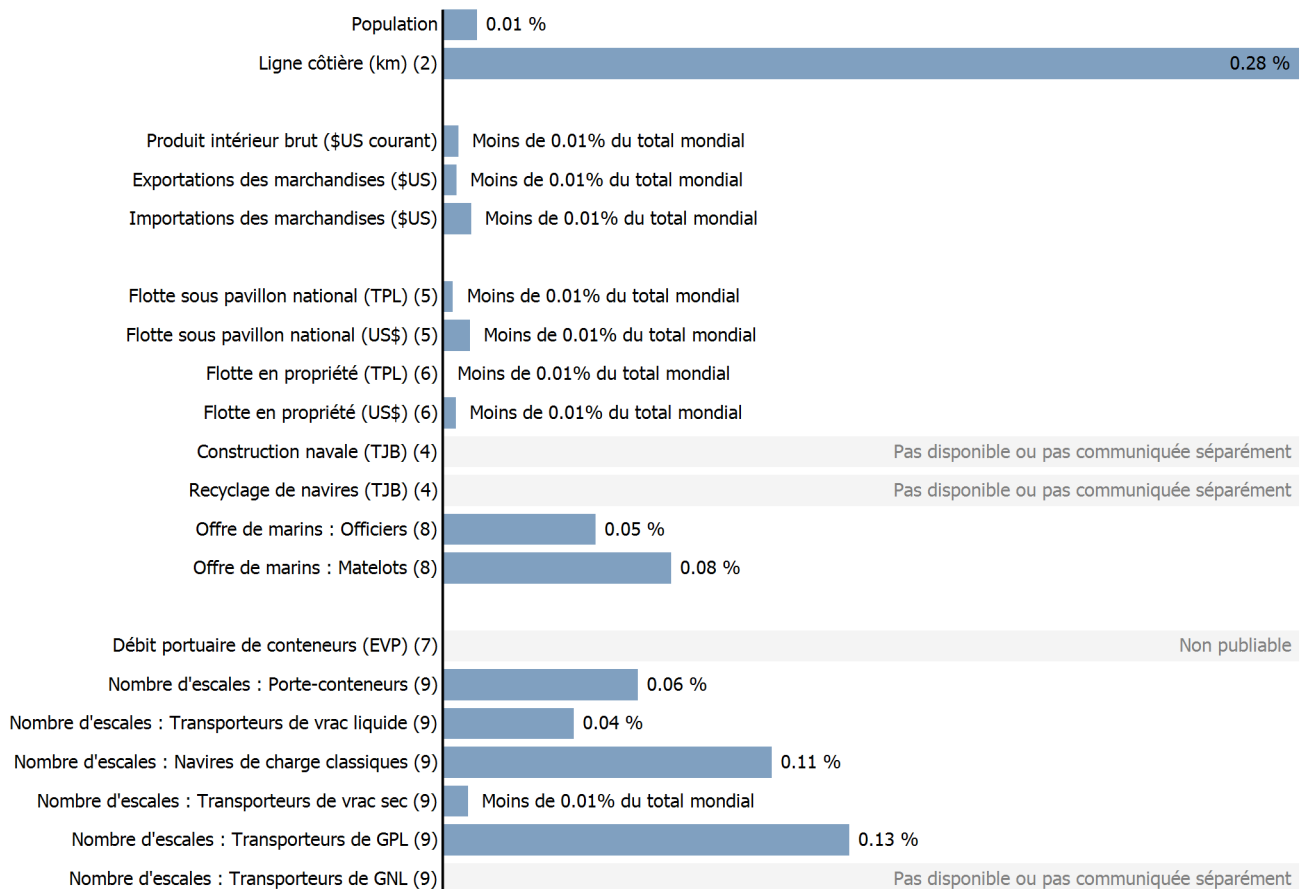 Population 0.01 %
Ligne côtière (km) (2) 0.28 %
Produit intérieur brut ($US courant) Moins de 0.01% du total mondial
Exportations des marchandises ($US) Moins de 0.01% du total mondial
Importations des marchandises ($US) Moins de 0.01% du total mondial
Flotte sous pavillon national (TPL) (5) Moins de 0.01% du total mondial
Flotte sous pavillon national (US$) (5) Moins de 0.01% du total mondial
Flotte en propriété (TPL) (6) Moins de 0.01% du total mondial
Flotte en propriété (US$) (6) Moins de 0.01% du total mondial
Construction navale (TJB) (4) Pas disponible ou pas communiquée séparément
Recyclage de navires (TJB) (4) Pas disponible ou pas communiquée séparément
Offre de marins : Officiers (8) 0.05 %
Offre de marins : Matelots (8) 0.08 %
Débit portuaire de conteneurs (EVP) (7) Non publiable
Nombre d'escales : Porte-conteneurs (9) 0.06 %
Nombre d'escales : Transporteurs de vrac liquide (9) 0.04 %
Nombre d'escales : Navires de charge classiques (9) 0.11 %
Nombre d'escales : Transporteurs de vrac sec (9) Moins de 0.01% du total mondial
Nombre d'escales : Transporteurs de GPL (9) 0.13 %
Nombre d'escales : Transporteurs de GNL (9) Pas disponible ou pas communiquée séparément